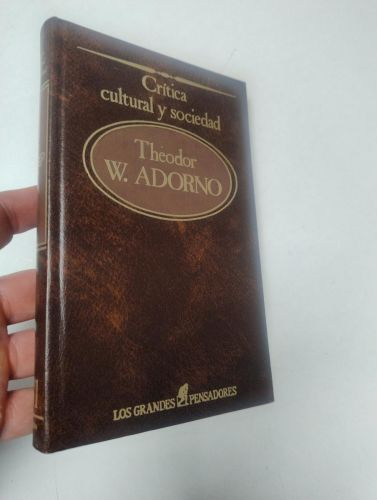 Crítica
cultural y sociedad
Theodor
W. ADORNO
LOS GRANDES PENSADORES